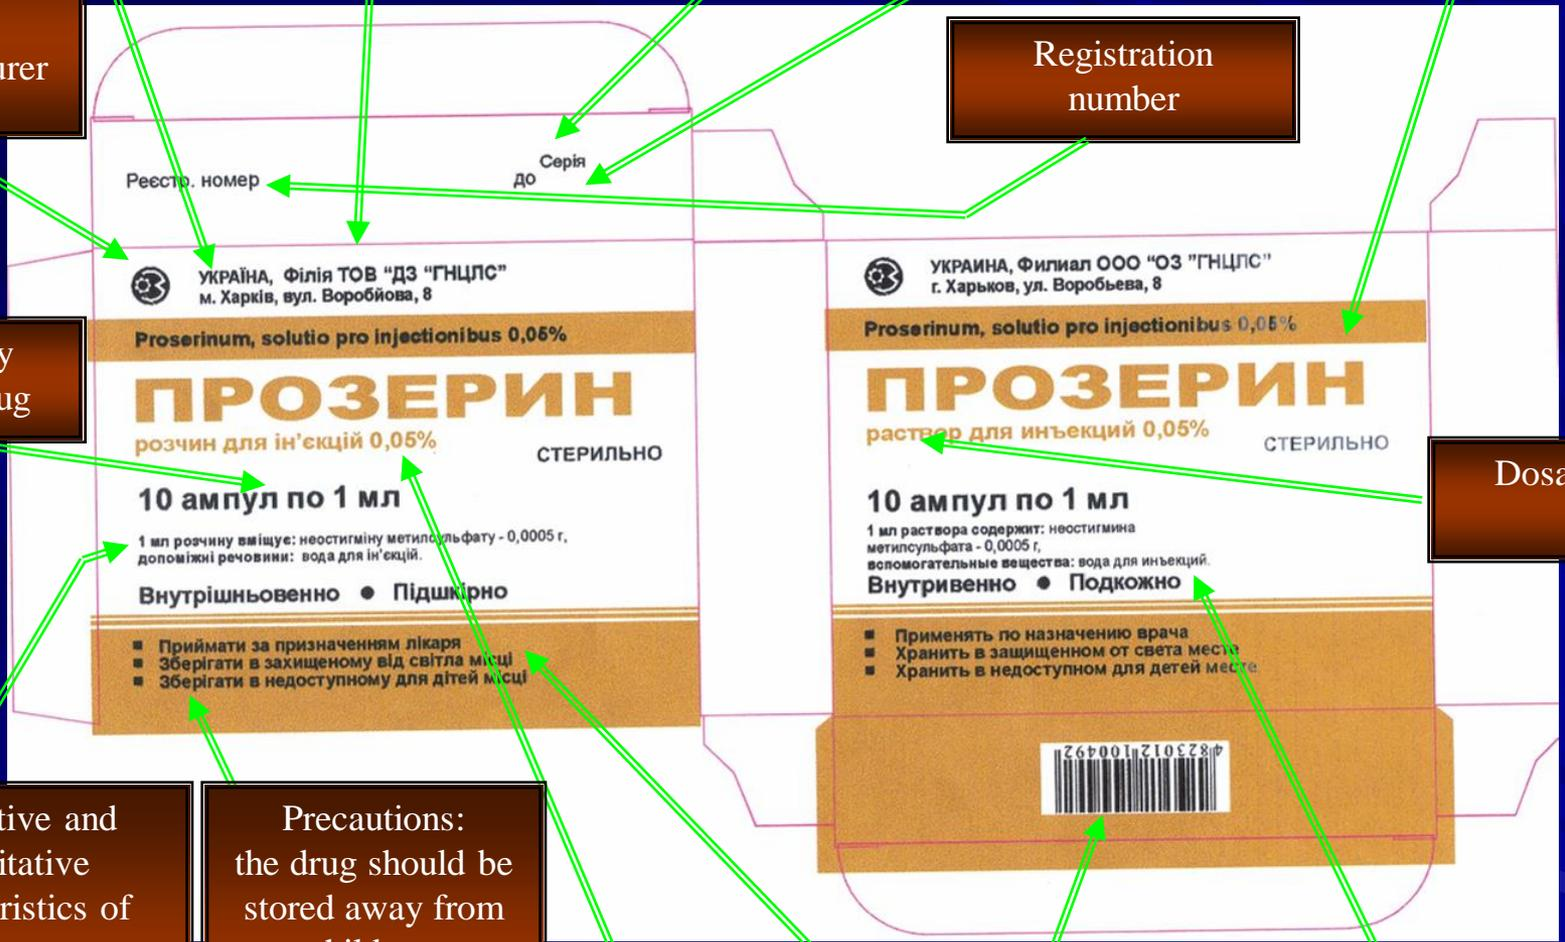 urer
Registration
number
Реєстр. номер
Серія
до
УКРАЇНА, Філія ТОВ "ДЗ "ГНЦЛС"
м. Харків, вул. Воробйова, 8
Proserinum, solutio pro injectionibus 0,05%
ПРОЗЕРИН
розчин для ін'єкцій 0,05%
СТЕРИЛЬНО
10 ампул по 1 мл
1 мл розчину вміщує: неостигміну метилсульфату - 0,0005 г,
допоміжні речовини: вода для ін'єкцій.
Внутрішньовенно ● Підшкірно
■ Приймати за призначенням лікаря
■ Зберігати в захищеному від світла місці
■ Зберігати в недоступному для дітей місці
УКРАИНА, Филиал ООО "ОЗ "ГНЦЛС"
г. Харьков, ул. Воробьева, 8
Proserinum, solutio pro injectionibus 0,05%
ПРОЗЕРИН
раствор для инъекций 0,05%
СТЕРИЛЬНО
10 ампул по 1 мл
1 мл раствора содержит: неостигмина
метилсульфата - 0,0005 г,
вспомогательные вещества: вода для инъекций.
Внутривенно ● Подкожно
■ Применять по назначению врача
■ Хранить в защищенном от света месте
■ Хранить в недоступном для детей месте
4823012100492
y
ug
Dosa
tive and
itative
ristics of
Precautions:
the drug should be
stored away from